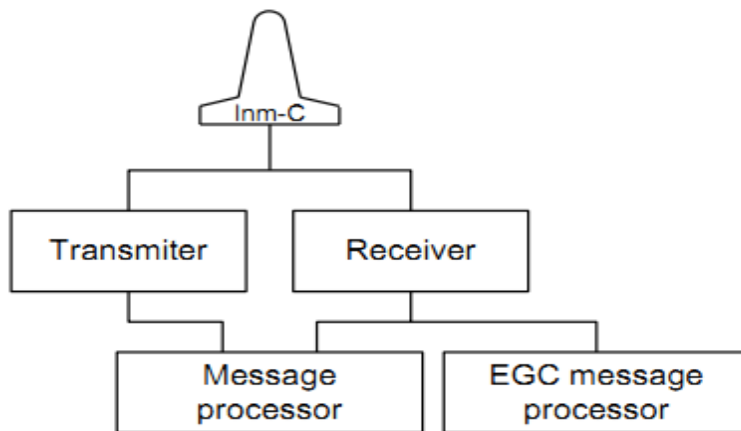 Inm-C
Transmiter
Receiver
Message
processor
EGC message
processor